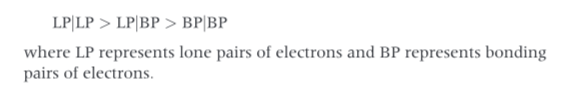 LP|LP > LP|BP > BP|BP
where LP represents lone pairs of electrons and BP represents bonding
pairs of electrons.